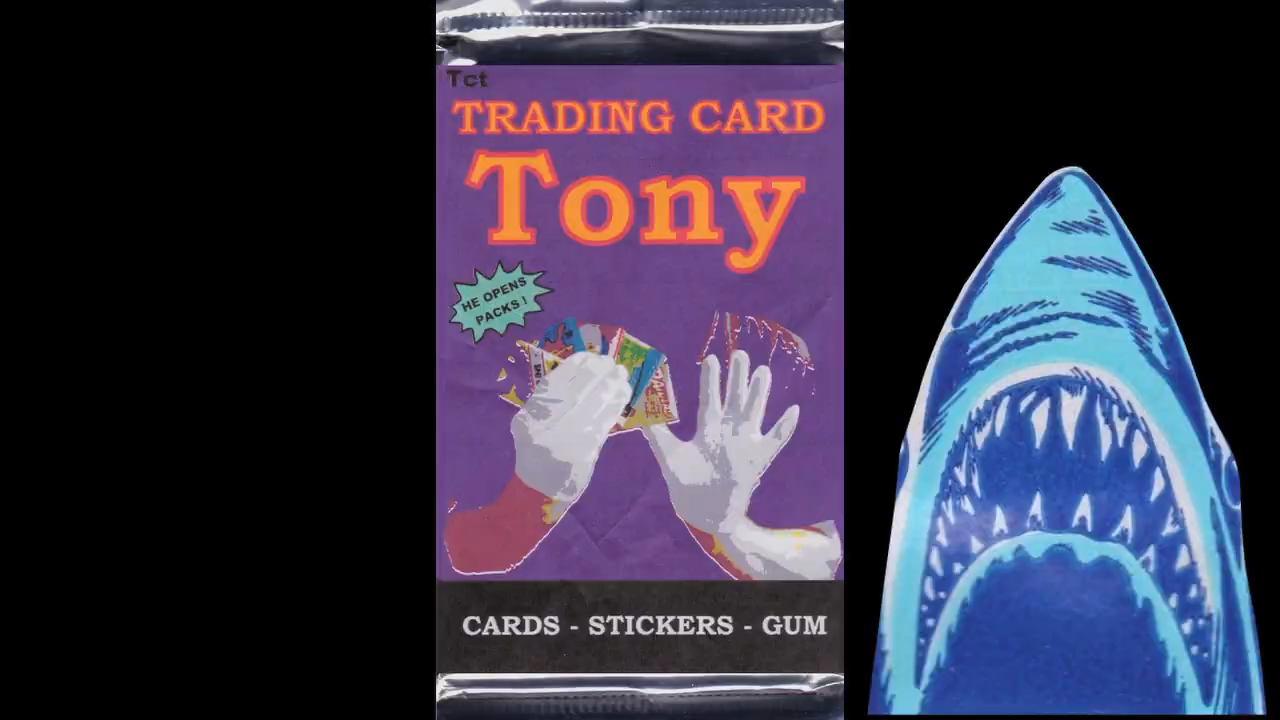 Tct
TRADING CARD
Tony
HE OPENS
PACKS!
CARDS - STICKERS - GUM